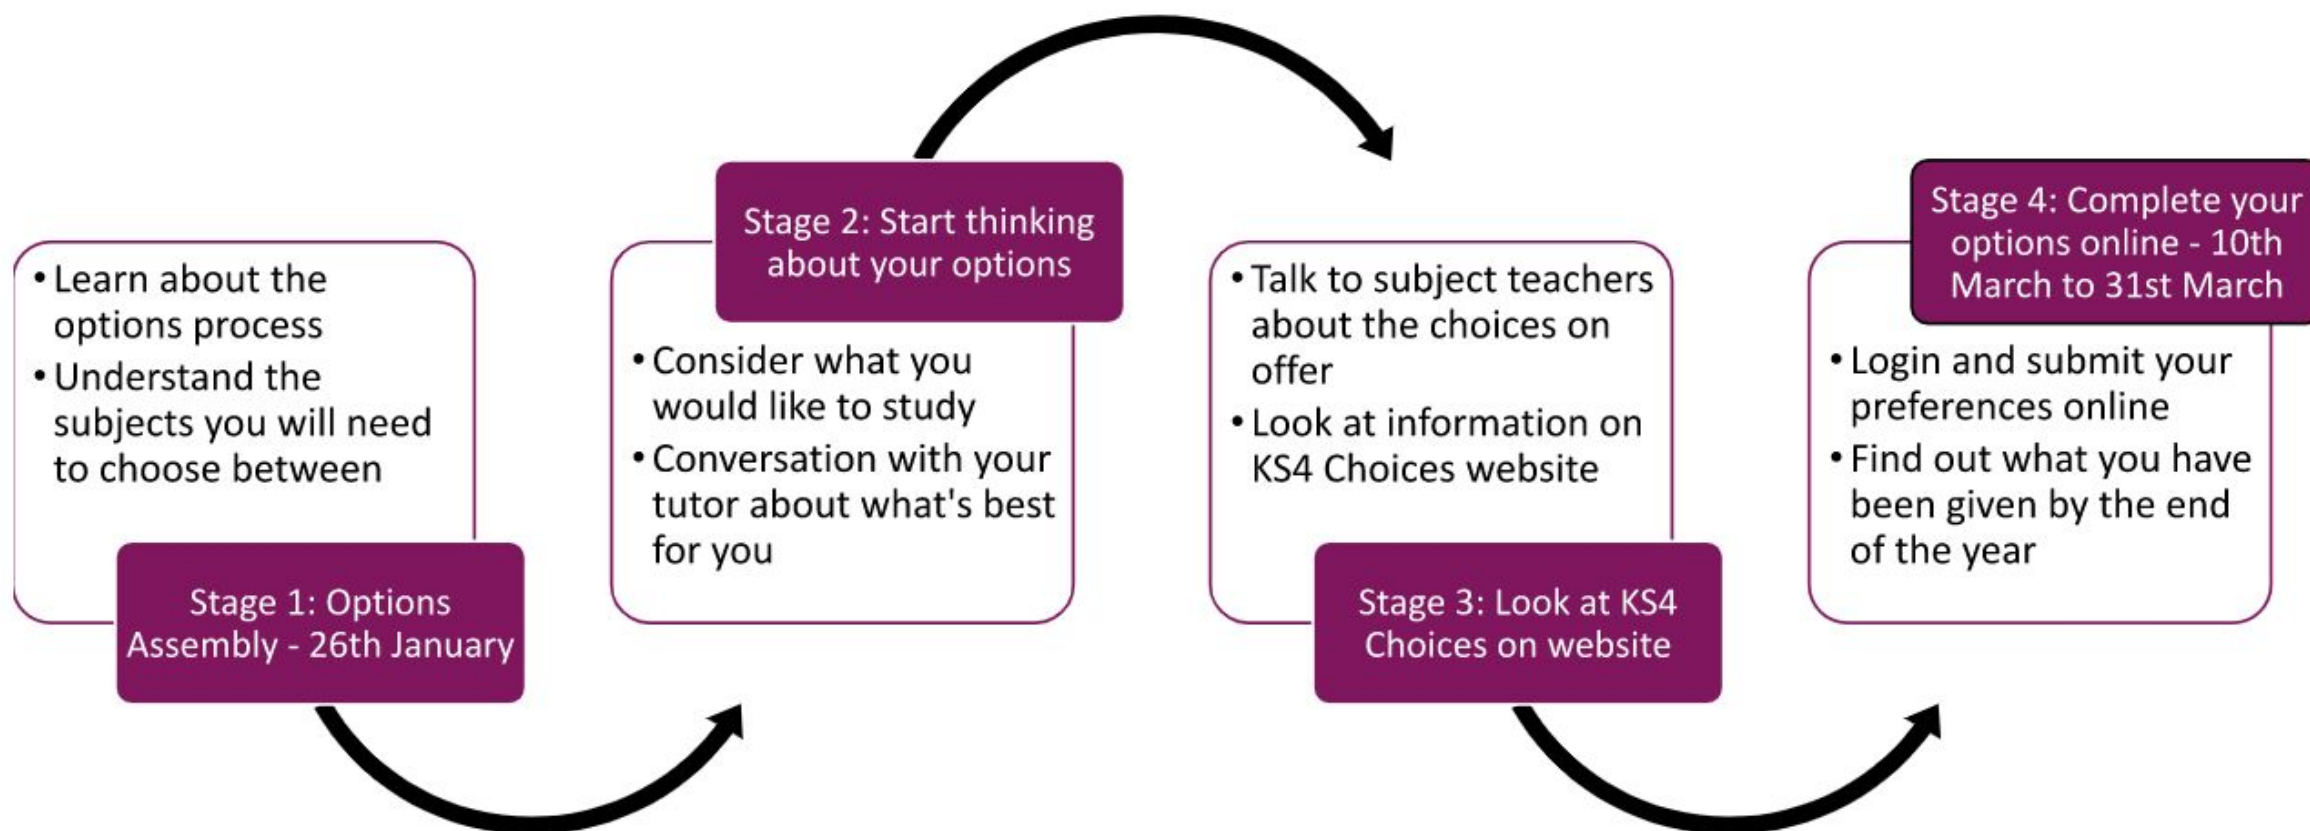 • Learn about the
options process
• Understand the
subjects you will need
to choose between
Stage 1: Options
Assembly - 26th January
Stage 2: Start thinking
about your options
• Consider what you
would like to study
• Conversation with your
tutor about what's best
for you
• Talk to subject teachers
about the choices on
offer
• Look at information on
KS4 Choices website
Stage 3: Look at KS4
Choices on website
Stage 4: Complete your
options online - 10th
March to 31st March
• Login and submit your
preferences online
• Find out what you have
been given by the end
of the year